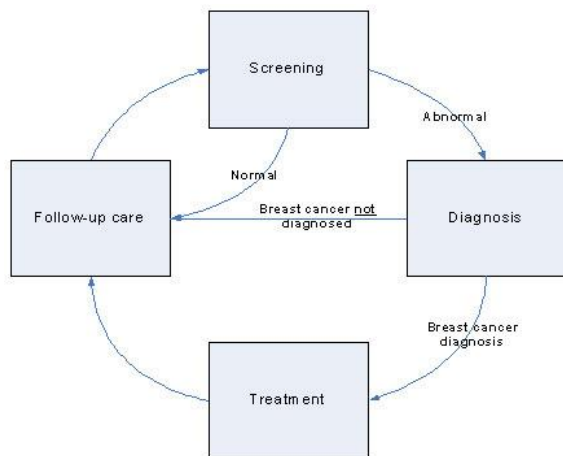 Screening
Abnormal
Normal
Follow-up care
Breast cancer not
diagnosed
Diagnosis
Breast cancer
diagnosis
Treatment